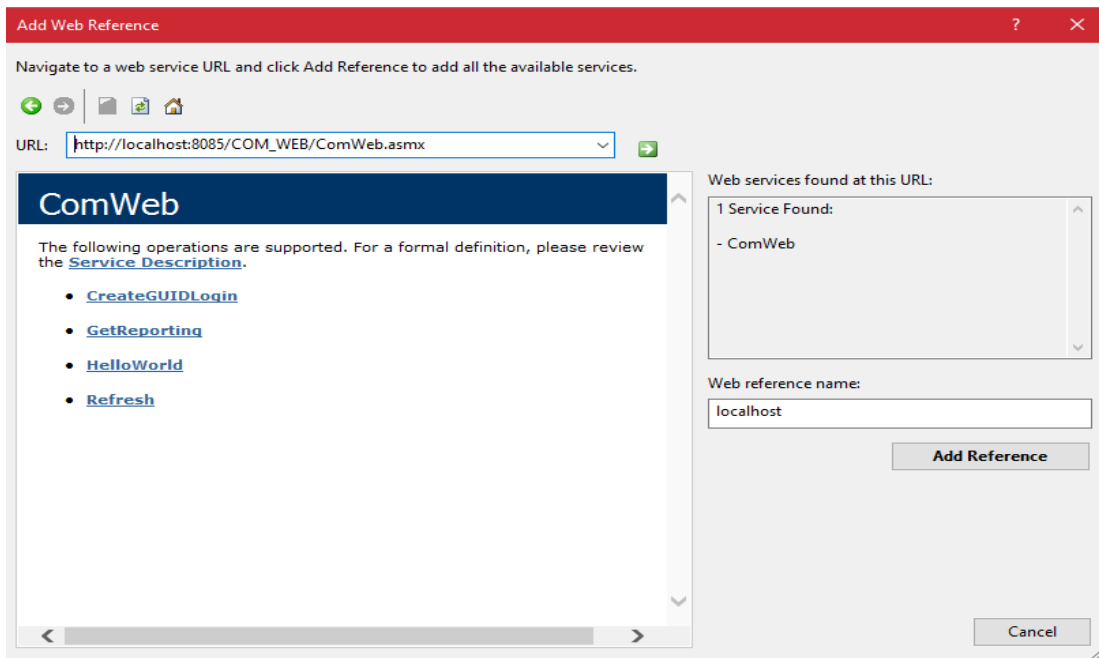 Add Web Reference
Navigate to a web service URL and click Add Reference to add all the available services.
URL: http://localhost:8085/COM_WEB/ComWeb.asmx
ComWeb
The following operations are supported. For a formal definition, please review
the Service Description.
• CreateGUIDLogin
• GetReporting
• HelloWorld
• Refresh
Web services found at this URL:
1 Service Found:
- ComWeb
Web reference name:
localhost
Add Reference
Cancel